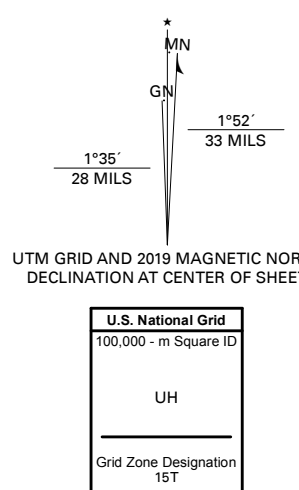 ★
MN
GN
1°52´
33 MILS
1°35´
28 MILS
UTM GRID AND 2019 MAGNETIC NOR
DECLINATION AT CENTER OF SHEE
U.S. National Grid
100,000 - m Square ID
UH
Grid Zone Designation
15T